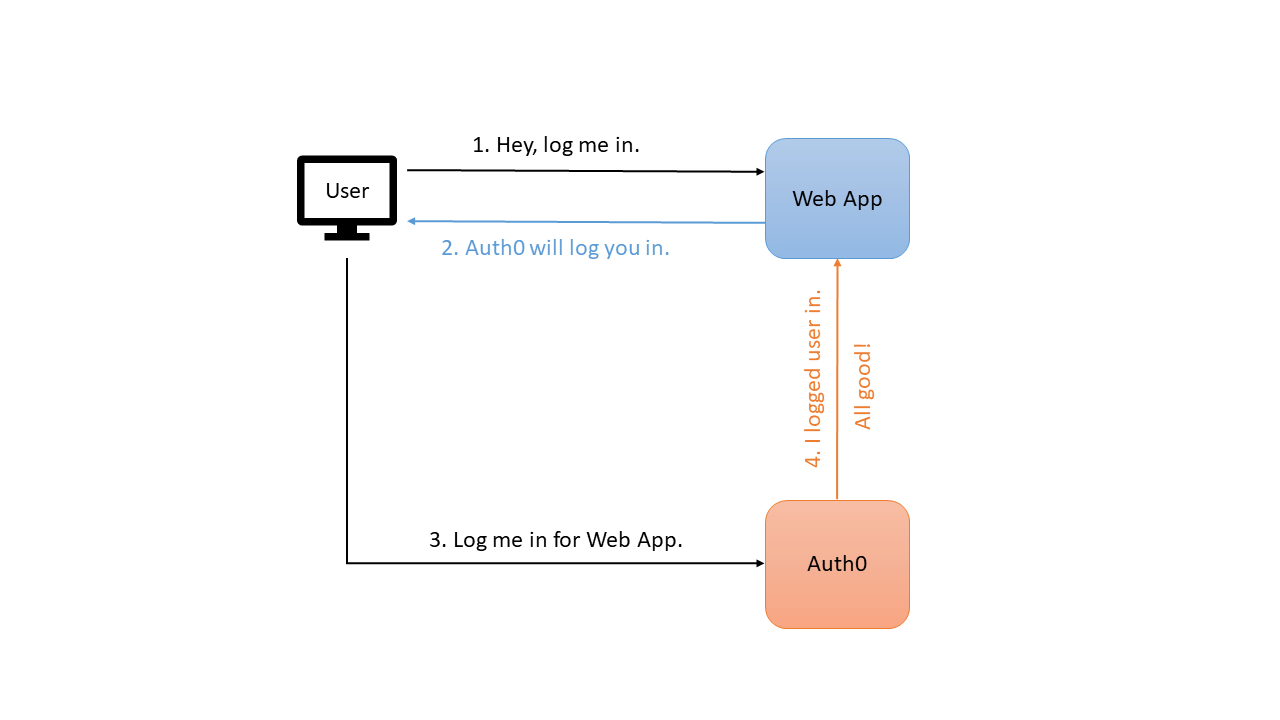 1. Hey, log me in.
User
Web App
2. Auth0 will log you in.
4. I logged user in.
All good!
3. Log me in for Web App.
Auth0